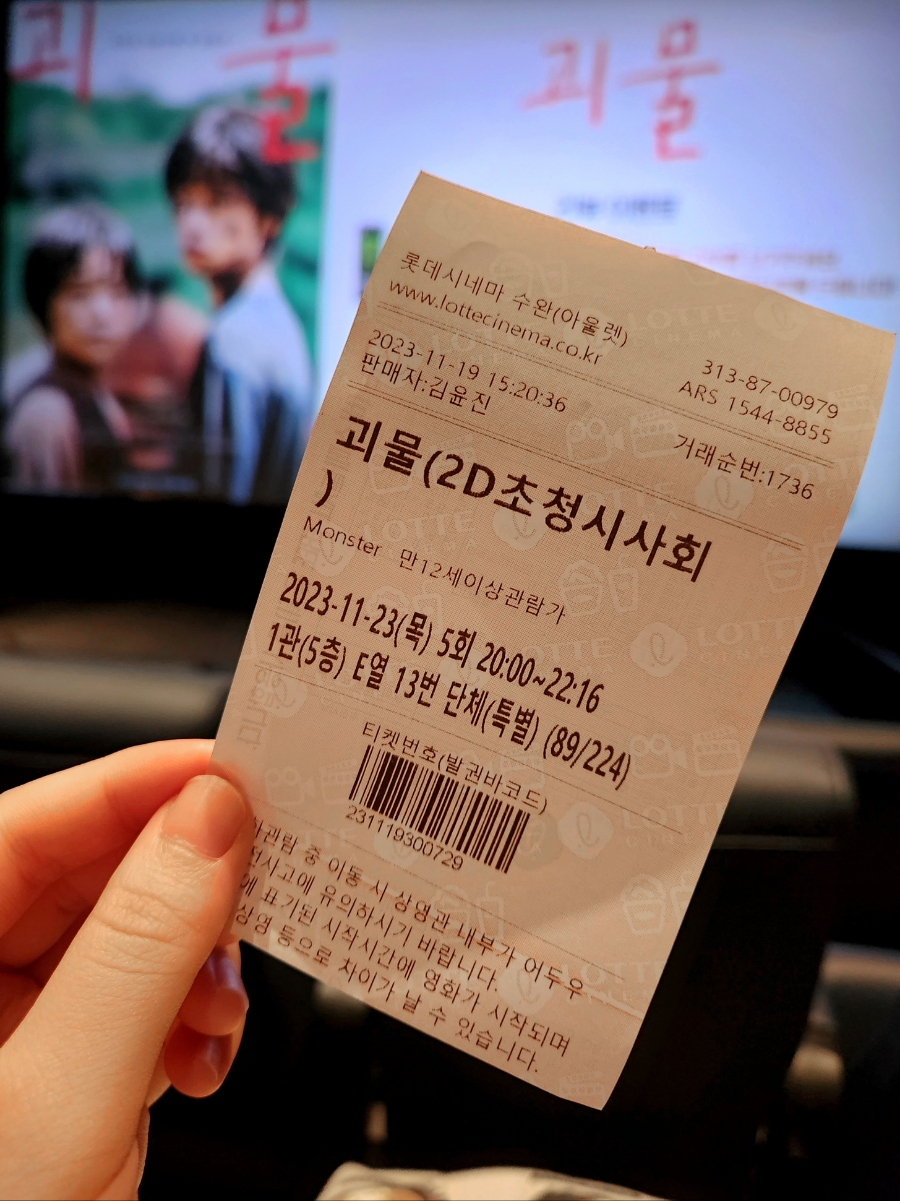 괴물
괴물
롯데시네마 수완(아울렛)
www.lottecinema.co.kr
313-87-00979
ARS 1544-8855
2023-11-19 15:20:36
판매자:김윤진
거래순번:1736
괴물(2D초청시사회
)
Monster 만12세이상관람가
2023-11-23(목) 5회 20:00~22:16
1관(5층) E열 13번 단체(특별) (89/224)
티켓번호(발권바코드)
231119300729
관람 중 이동 시 상영관 내부가 어두우
전사고에 유의하시기 바랍니다.
에 표기된 시작시간에 영화가 시작되며
상영 등으로 차이가 날 수 있습니다.
LOTTE
CINEMA